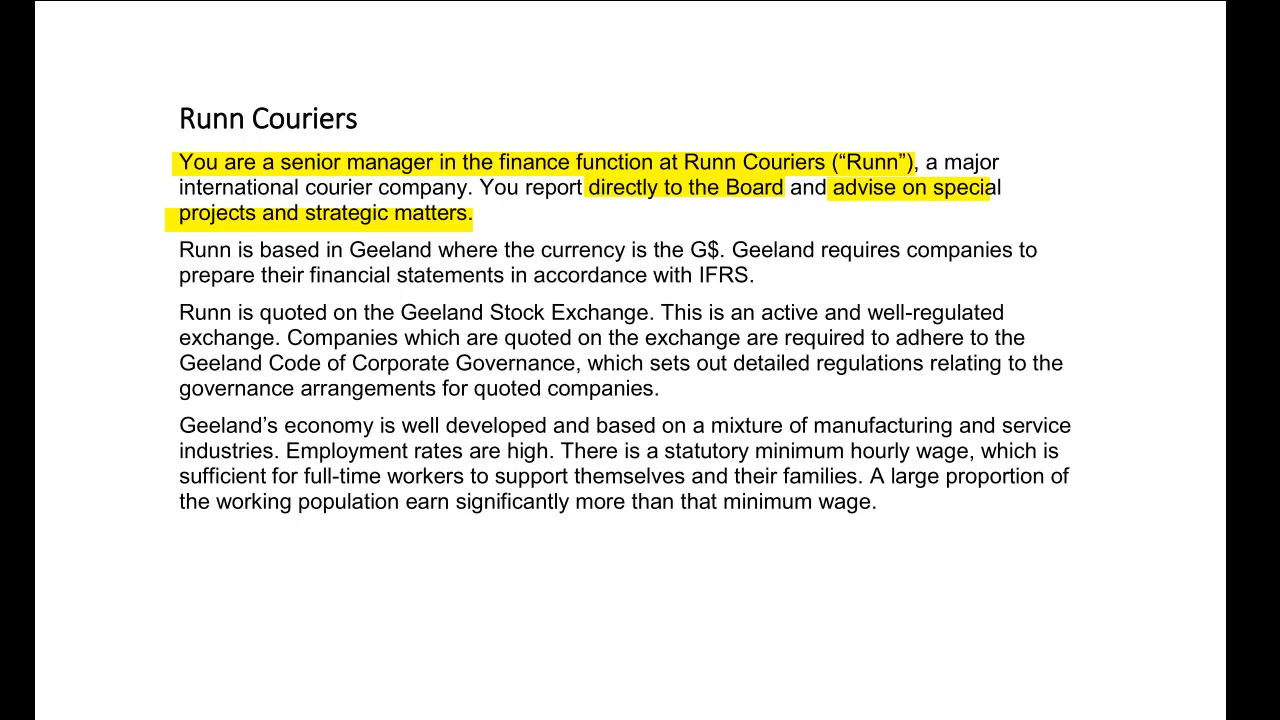 Runn Couriers
You are a senior manager in the finance function at Runn Couriers (“Runn”), a major
international courier company. You report directly to the Board and advise on special
projects and strategic matters.
Runn is based in Geeland where the currency is the G$. Geeland requires companies to
prepare their financial statements in accordance with IFRS.
Runn is quoted on the Geeland Stock Exchange. This is an active and well-regulated
exchange. Companies which are quoted on the exchange are required to adhere to the
Geeland Code of Corporate Governance, which sets out detailed regulations relating to the
governance arrangements for quoted companies.
Geeland’s economy is well developed and based on a mixture of manufacturing and service
industries. Employment rates are high. There is a statutory minimum hourly wage, which is
sufficient for full-time workers to support themselves and their families. A large proportion of
the working population earn significantly more than that minimum wage.